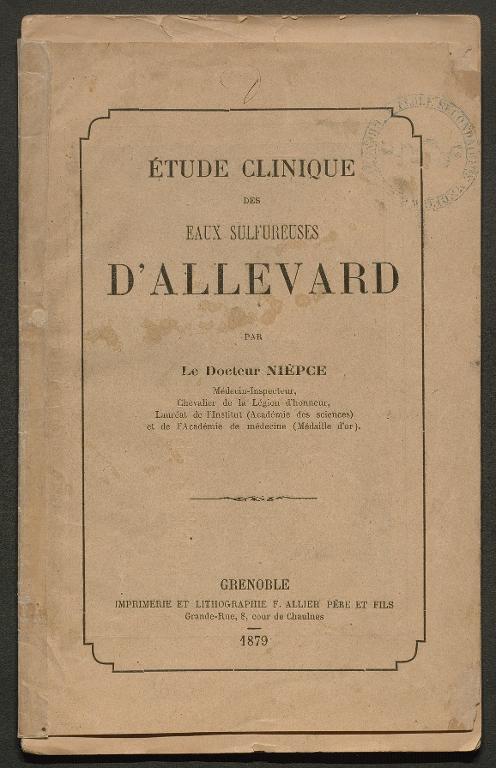 ÉTUDE CLINIQUE
DES
EAUX SULFUREUSES
D'ALLEVARD
PAR
Le Docteur NIÈPCE
Médecin-Inspecteur,
Chevalier de la Légion d'honneur,
Lauréat de l'Institut (Académie des sciences)
et de l'Académie de médecine (Médaille d'or).
GRENOBLE
IMPRIMERIE ET LITHOGRAPHIE F. ALLIER PÈRE ET FILS
Grande-Rue, 8, cour de Chaulnes
1879